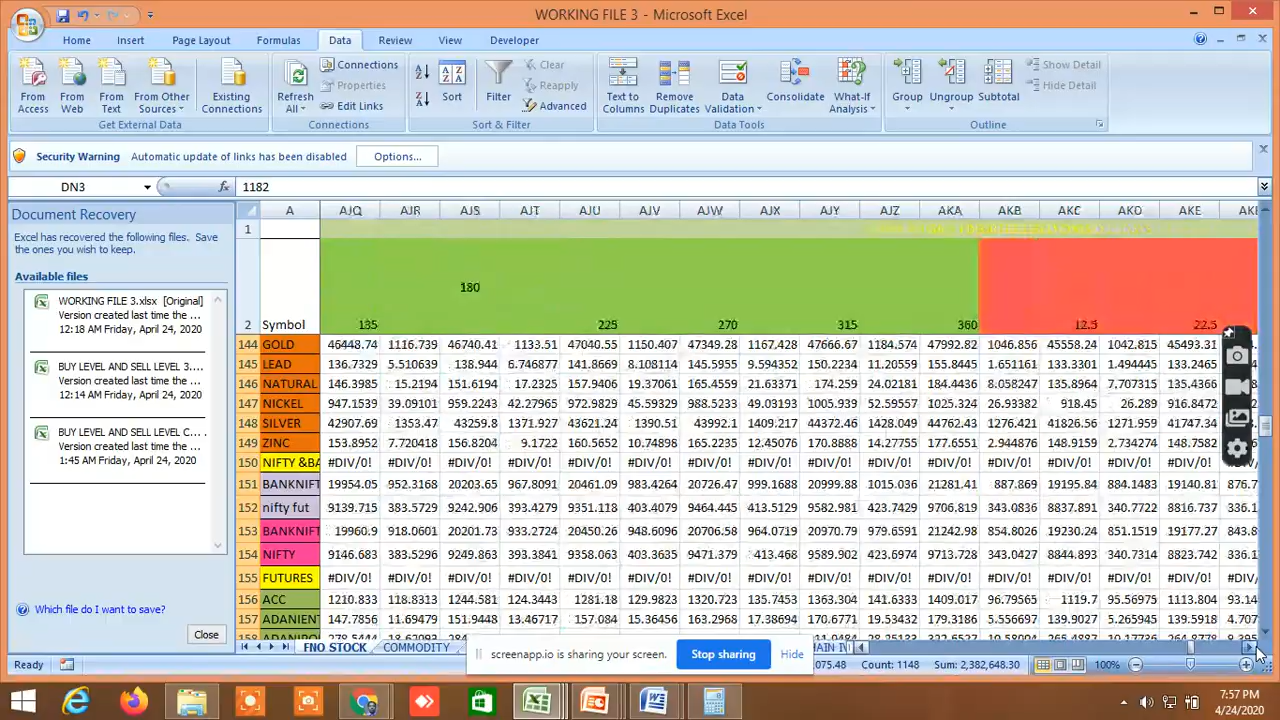 WORKING FILE 3 - Microsoft Excel
Home Insert Page Layout Formulas Data Review View Developer
From Access From Web From Text From Other Sources Existing Connections
Get External Data
Refresh All Connections Properties Edit Links
Connections
Sort Filter Clear Reapply Advanced
Sort & Filter
Text to Columns Remove Duplicates Data Validation Consolidate What-If Analysis
Data Tools
Group Ungroup Subtotal Show Detail Hide Detail
Outline
Security Warning Automatic update of links has been disabled Options...
DN3 fx 1182
Document Recovery
Excel has recovered the following files. Save
the ones you wish to keep.
Available files
WORKING FILE 3.xlsx [Original]
Version created last time the ...
12:18 AM Friday, April 24, 2020
BUY LEVEL AND SELL LEVEL 3....
Version created last time the ...
12:14 AM Friday, April 24, 2020
BUY LEVEL AND SELL LEVEL C...
Version created last time the ...
1:45 AM Friday, April 24, 2020
Which file do I want to save?
Close
A AJQ AJR AJS AJT AJU AJV AJW AJX AJY AJZ AKA AKB AKC AKD AKE
1
180
2 Symbol 135 225 270 315 360 12.5 22.5
144 GOLD 46448.74 1116.739 46740.41 1133.51 47040.55 1150.407 47349.28 1167.428 47666.67 1184.574 47992.82 1046.856 45558.24 1042.815 45493.31
145 LEAD 136.7329 5.510639 138.944 6.746877 141.8669 8.108114 145.5955 9.594352 150.2234 11.20559 155.8445 1.651161 133.3301 1.494445 133.2465
146 NATURAL 146.3985 15.2194 151.6194 17.2325 157.9406 19.37061 165.4559 21.63371 174.259 24.02181 184.4436 8.058247 135.8964 7.707315 135.4366
147 NICKEL 947.1539 39.09101 959.2243 42.27965 972.9829 45.59329 988.523 49.03193 1005.939 52.59557 1025.324 26.93382 918.45 26.289 916.8472
148 SILVER 42907.69 1353.47 43259.8 1371.927 43621.24 1390.51 43992.1 1409.217 44372.46 1428.049 44762.43 1276.421 41826.56 1271.959 41747.34
149 ZINC 153.8952 7.720418 156.8204 9.1722 160.5652 10.74898 165.2235 12.45076 170.8888 14.27755 177.6551 2.944876 148.9159 2.734274 148.7582
150 NIFTY &BA #DIV/0! #DIV/0! #DIV/0! #DIV/0! #DIV/0! #DIV/0! #DIV/0! #DIV/0! #DIV/0! #DIV/0! #DIV/0! #DIV/0! #DIV/0! #DIV/0! #DIV/0!
151 BANKNIFT 19954.05 952.3168 20203.65 967.8091 20461.09 983.4264 20726.47 999.1688 20999.88 1015.036 21281.41 887.869 19195.84 884.1483 19140.81 876.7
152 nifty fut 9139.715 383.5729 9242.906 393.4279 9351.118 403.4079 9464.445 413.5129 9582.981 423.7429 9706.819 343.0836 8837.891 340.7722 8816.737 336.1
153 BANKNIFT 19960.9 918.0601 20201.73 933.2724 20450.26 948.6096 20706.58 964.0719 20970.79 979.6591 21242.98 854.8026 19230.24 851.1539 19177.27 843.8
154 NIFTY 9146.683 383.5296 9249.863 393.3841 9358.063 403.3635 9471.379 413.468 9589.902 423.6974 9713.728 343.0427 8844.893 340.7314 8823.742 336.1
155 FUTURES #DIV/0! #DIV/0! #DIV/0! #DIV/0! #DIV/0! #DIV/0! #DIV/0! #DIV/0! #DIV/0! #DIV/0! #DIV/0! #DIV/0! #DIV/0! #DIV/0! #DIV/0! #DIV/0!
156 ACC 1210.833 118.8313 1244.581 124.3443 1281.18 129.9823 1320.723 135.7453 1363.304 141.6333 1409.017 96.79675 1119.7 95.56975 1113.804 93.14
157 ADANIENT 147.7856 11.69479 151.9845 13.46717 157.084 15.36456 163.2968 17.38694 170.6771 19.53432 179.3186 5.556697 139.9027 5.265945 139.5918
FNO STOCK COMMODITY
screenapp.io is sharing your screen. Stop sharing Hide
Ready Count: 1148 Sum: 2,382,648.30 100%
7:57 PM
4/24/2020